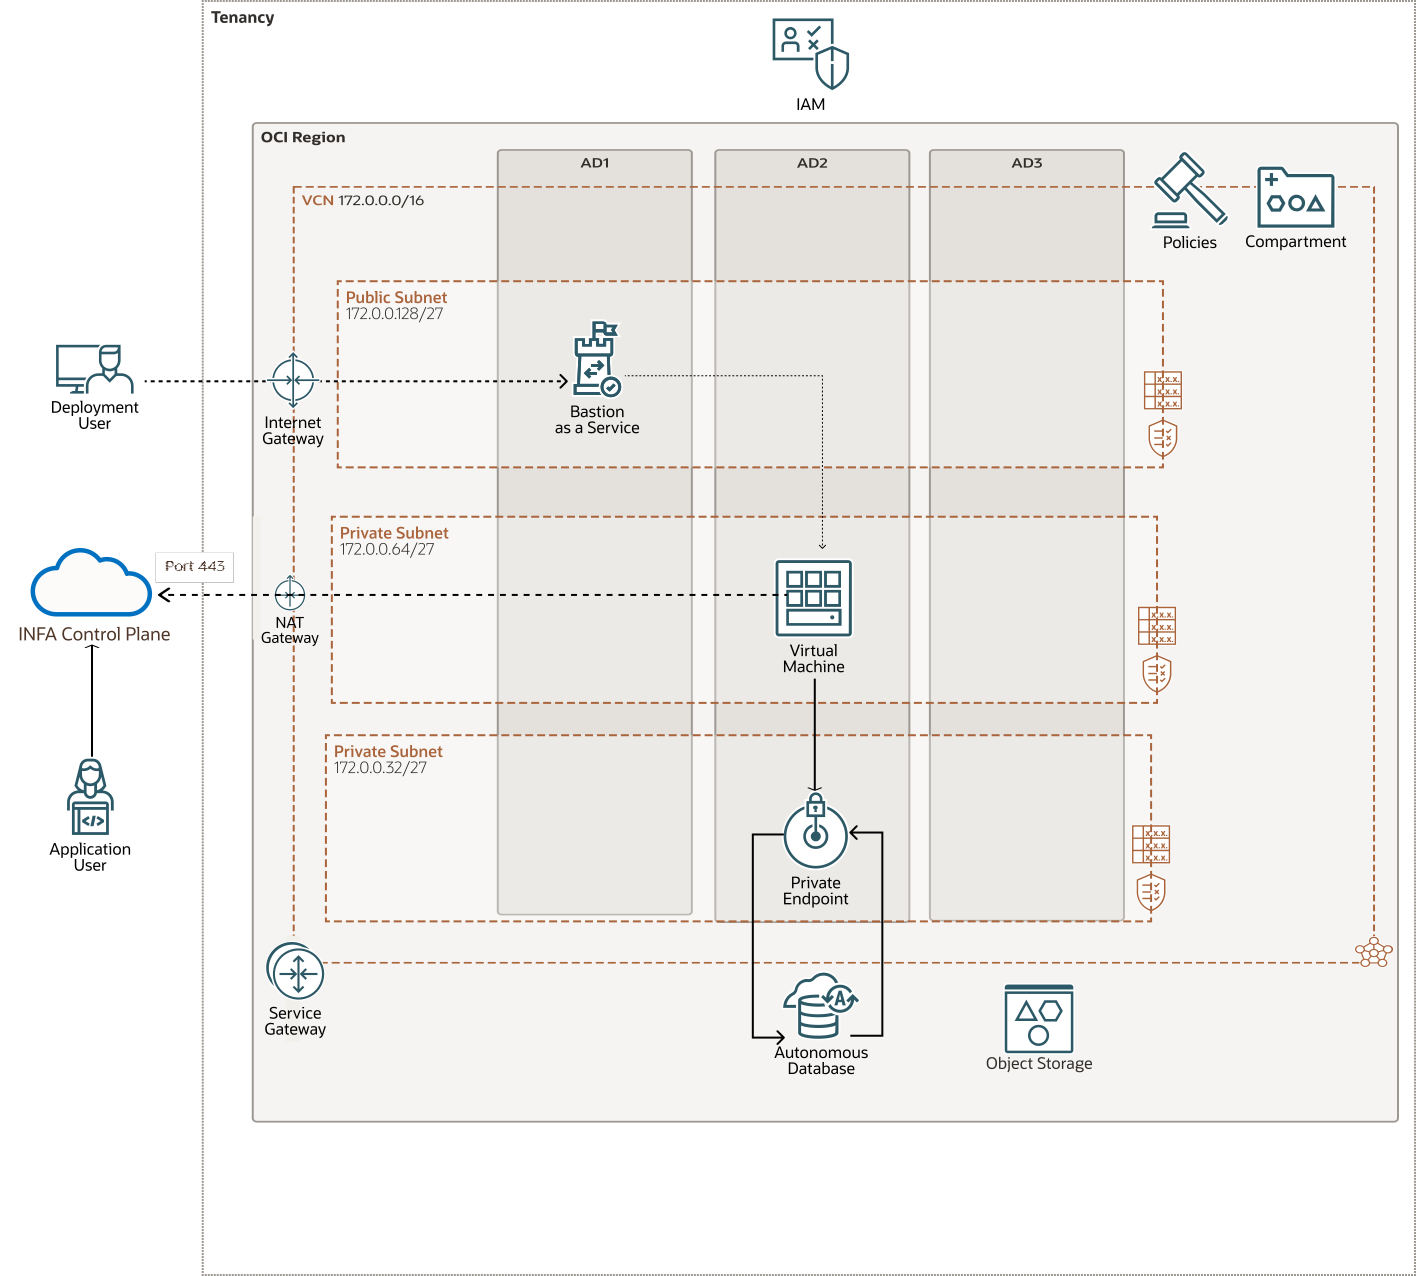 Tenancy
IAM
OCI Region
AD1
AD2
AD3
VCN 172.0.0.0/16
Policies
Compartment
Public Subnet
172.0.0.128/27
Deployment
User
Internet
Gateway
Bastion
as a Service
x.x.x.
x.x.x.
x.x.x.
Private Subnet
172.0.0.64/27
Port 443
INFA Control Plane
NAT
Gateway
Virtual
Machine
x.x.x.
x.x.x.
x.x.x.
Private Subnet
172.0.0.32/27
</>
Application
User
Private
Endpoint
x.x.x.
x.x.x.
x.x.x.
Service
Gateway
A
Autonomous
Database
Object Storage